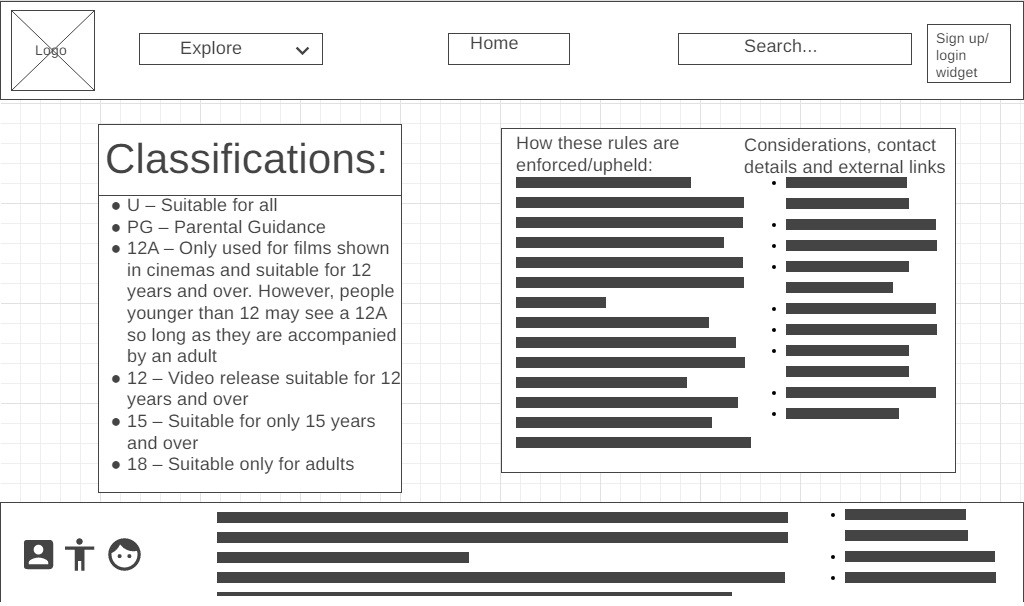 Logo
Explore
Home
Search...
Sign up/
login
widget
Classifications:
● U – Suitable for all
● PG – Parental Guidance
● 12A – Only used for films shown
in cinemas and suitable for 12
years and over. However, people
younger than 12 may see a 12A
so long as they are accompanied
by an adult
● 12 – Video release suitable for 12
years and over
● 15 – Suitable for only 15 years
and over
● 18 – Suitable only for adults
How these rules are
enforced/upheld:
Considerations, contact
details and external links